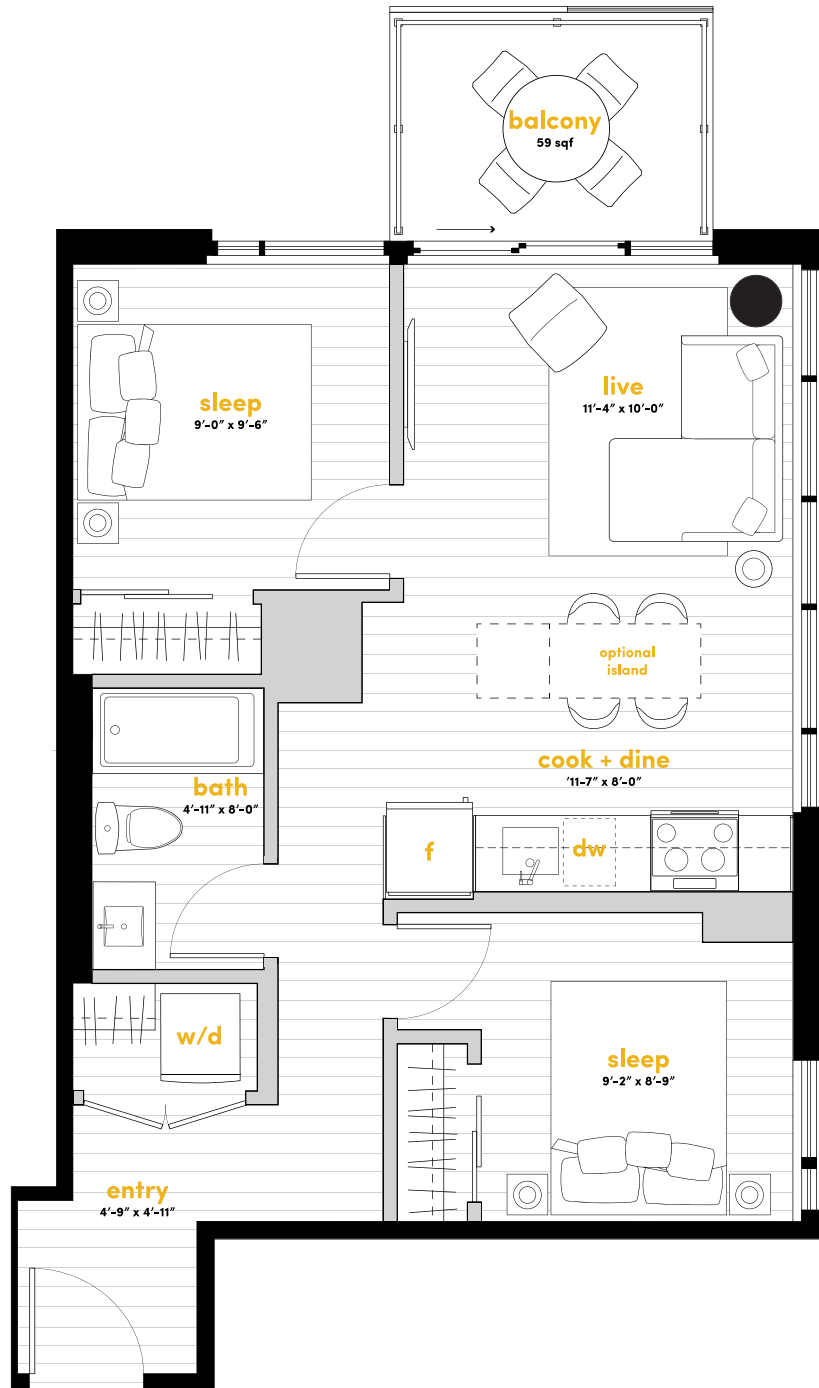 balcony
59 sqf
sleep
9′-0″ x 9′-6″
live
11′-4″ x 10′-0″
optional
island
cook + dine
′11-7″ x 8′-0″
bath
4′-11″ x 8′-0″
f
dw
w/d
sleep
9′-2″ x 8′-9″
entry
4′-9″ x 4′-11″